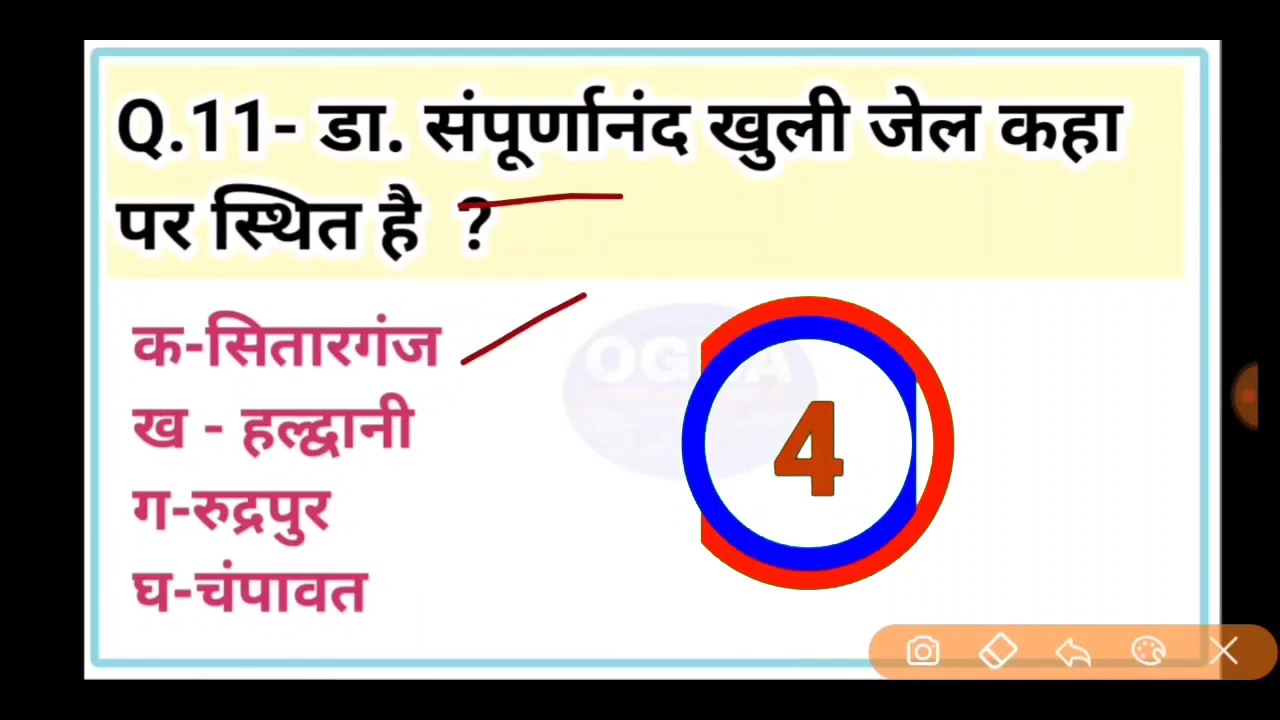 Q.11- डा. संपूर्णानंद खुली जेल कहा
पर स्थित है ?
क-सितारगंज
ख - हल्द्वानी
ग-रुद्रपुर
घ-चंपावत
4